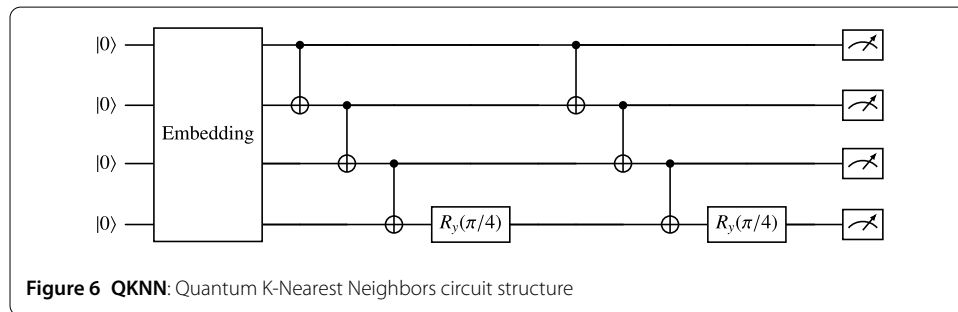 |0⟩
|0⟩
Embedding
|0⟩
|0⟩ R_y(π/4) R_y(π/4)
Figure 6 QKNN: Quantum K-Nearest Neighbors circuit structure